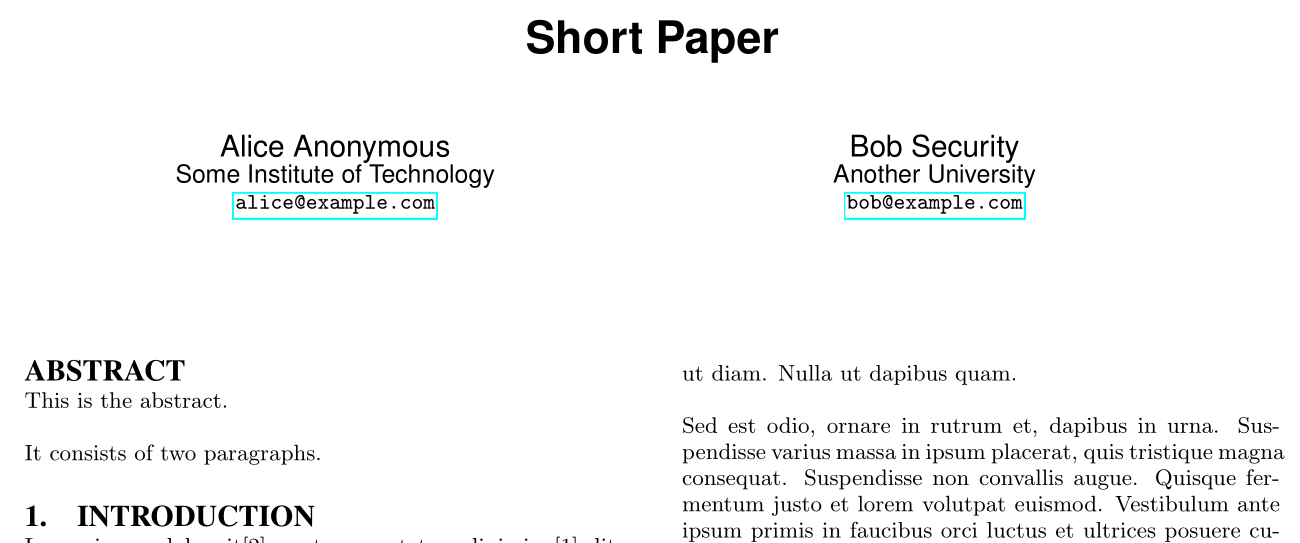 Short Paper
Alice Anonymous
Some Institute of Technology
alice@example.com
Bob Security
Another University
bob@example.com
ABSTRACT
This is the abstract.
It consists of two paragraphs.
1. INTRODUCTION
ut diam. Nulla ut dapibus quam.
Sed est odio, ornare in rutrum et, dapibus in urna. Sus-
pendisse varius massa in ipsum placerat, quis tristique magna
consequat. Suspendisse non convallis augue. Quisque fer-
mentum justo et lorem volutpat euismod. Vestibulum ante
ipsum primis in faucibus orci luctus et ultrices posuere cu-